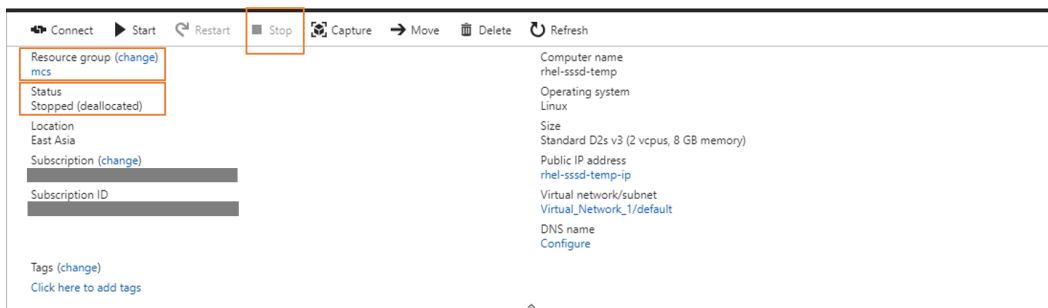 Connect Start Restart Stop Capture Move Delete Refresh
Resource group (change)
mcs
Status
Stopped (deallocated)
Location
East Asia
Subscription (change)
Subscription ID
Tags (change)
Click here to add tags
Computer name
rhel-sssd-temp
Operating system
Linux
Size
Standard D2s v3 (2 vcpus, 8 GB memory)
Public IP address
rhel-sssd-temp-ip
Virtual network/subnet
Virtual_Network_1/default
DNS name
Configure